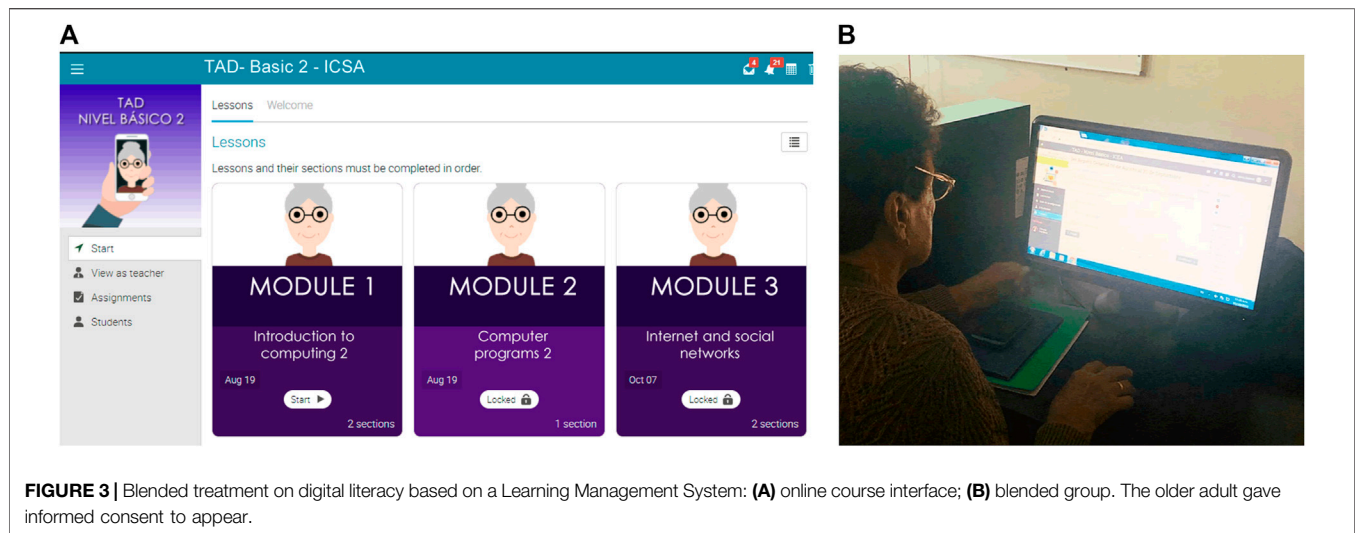 A
B
TAD- Basic 2 - ICSA
4
21
TAD
NIVEL BÁSICO 2
Lessons Welcome
Lessons
Lessons and their sections must be completed in order.
Start
View as teacher
Assignments
Students
MODULE 1
Introduction to
computing 2
Aug 19
Start
2 sections
MODULE 2
Computer
programs 2
Aug 19
Locked
1 section
MODULE 3
Internet and social
networks
Oct 07
Locked
2 sections
FIGURE 3 | Blended treatment on digital literacy based on a Learning Management System: (A) online course interface; (B) blended group. The older adult gave
informed consent to appear.